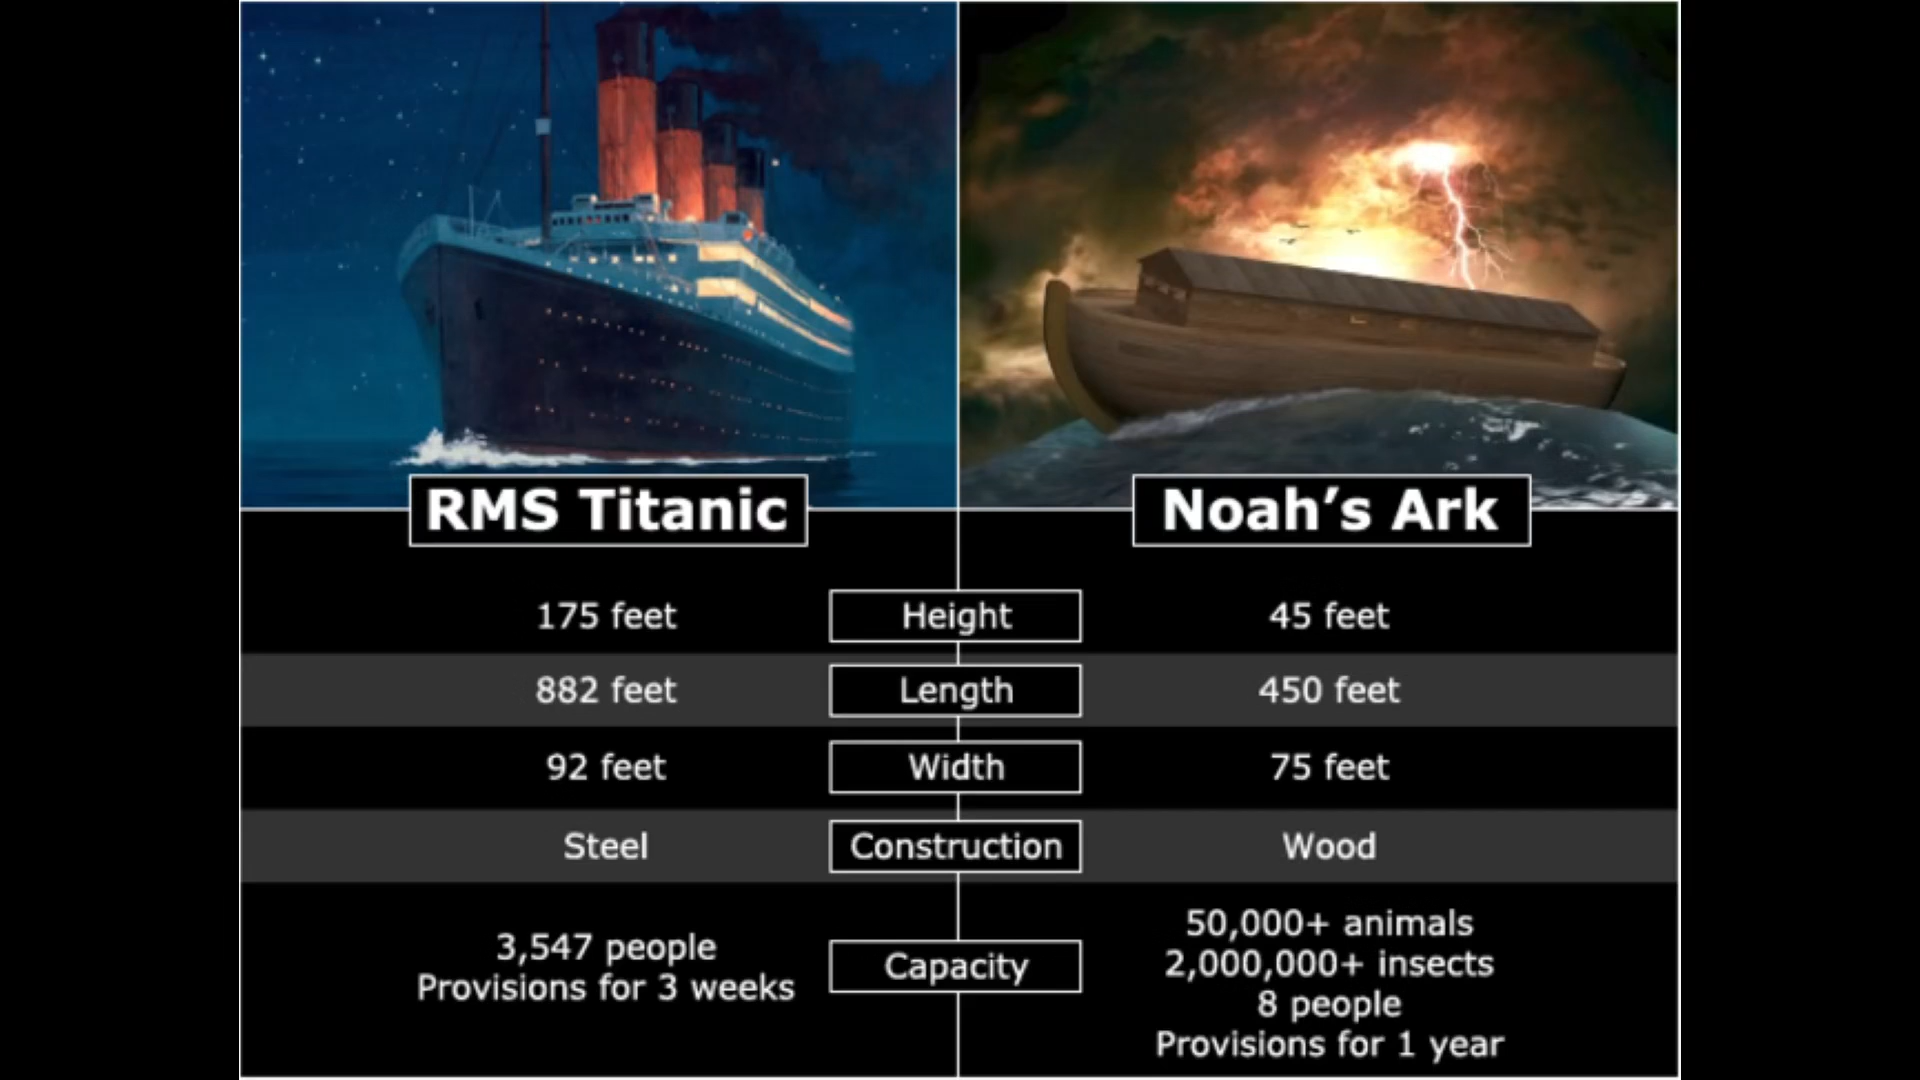 RMS Titanic
Noah's Ark
175 feet
Height
45 feet
882 feet
Length
450 feet
92 feet
Width
75 feet
Steel
Construction
Wood
3,547 people
Provisions for 3 weeks
Capacity
50,000+ animals
2,000,000+ insects
8 people
Provisions for 1 year